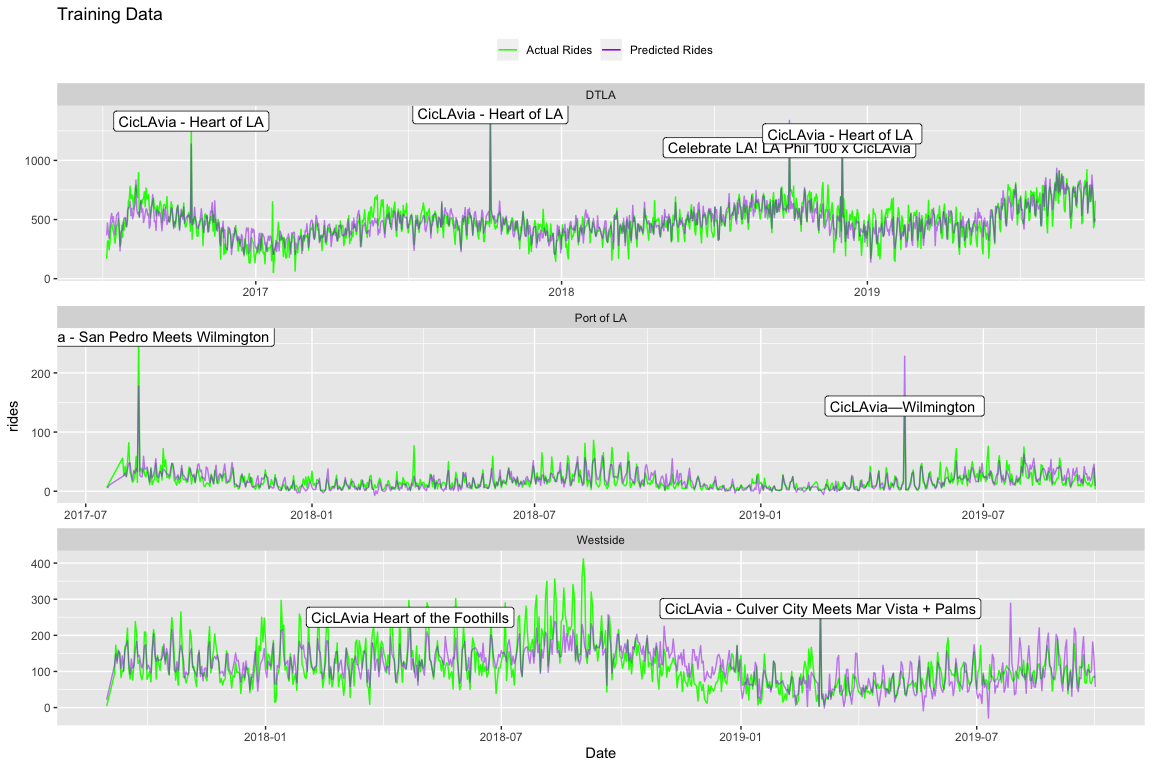 Training Data
Actual Rides Predicted Rides
DTLA
CicLAvia - Heart of LA
CicLAvia - Heart of LA
CicLAvia - Heart of LA
Celebrate LA! LA Phil 100 x CicLAvia
1000
500
0
2017 2018 2019
Port of LA
a - San Pedro Meets Wilmington
CicLAvia—Wilmington
200
100
0
2017-07 2018-01 2018-07 2019-01 2019-07
rides
Westside
CicLAvia Heart of the Foothills
CicLAvia - Culver City Meets Mar Vista + Palms
400
300
200
100
0
2018-01 2018-07 2019-01 2019-07
Date